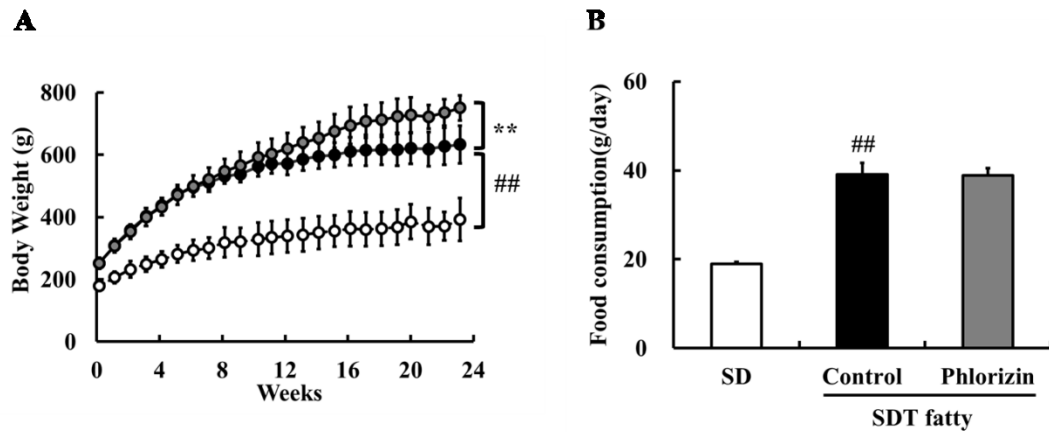 A
Body Weight (g)
800
600
400
200
0
0 4 8 12 16 20 24
Weeks
**
##
B
Food consumption(g/day)
60
40
20
0
##
SD Control Phlorizin
SDT fatty